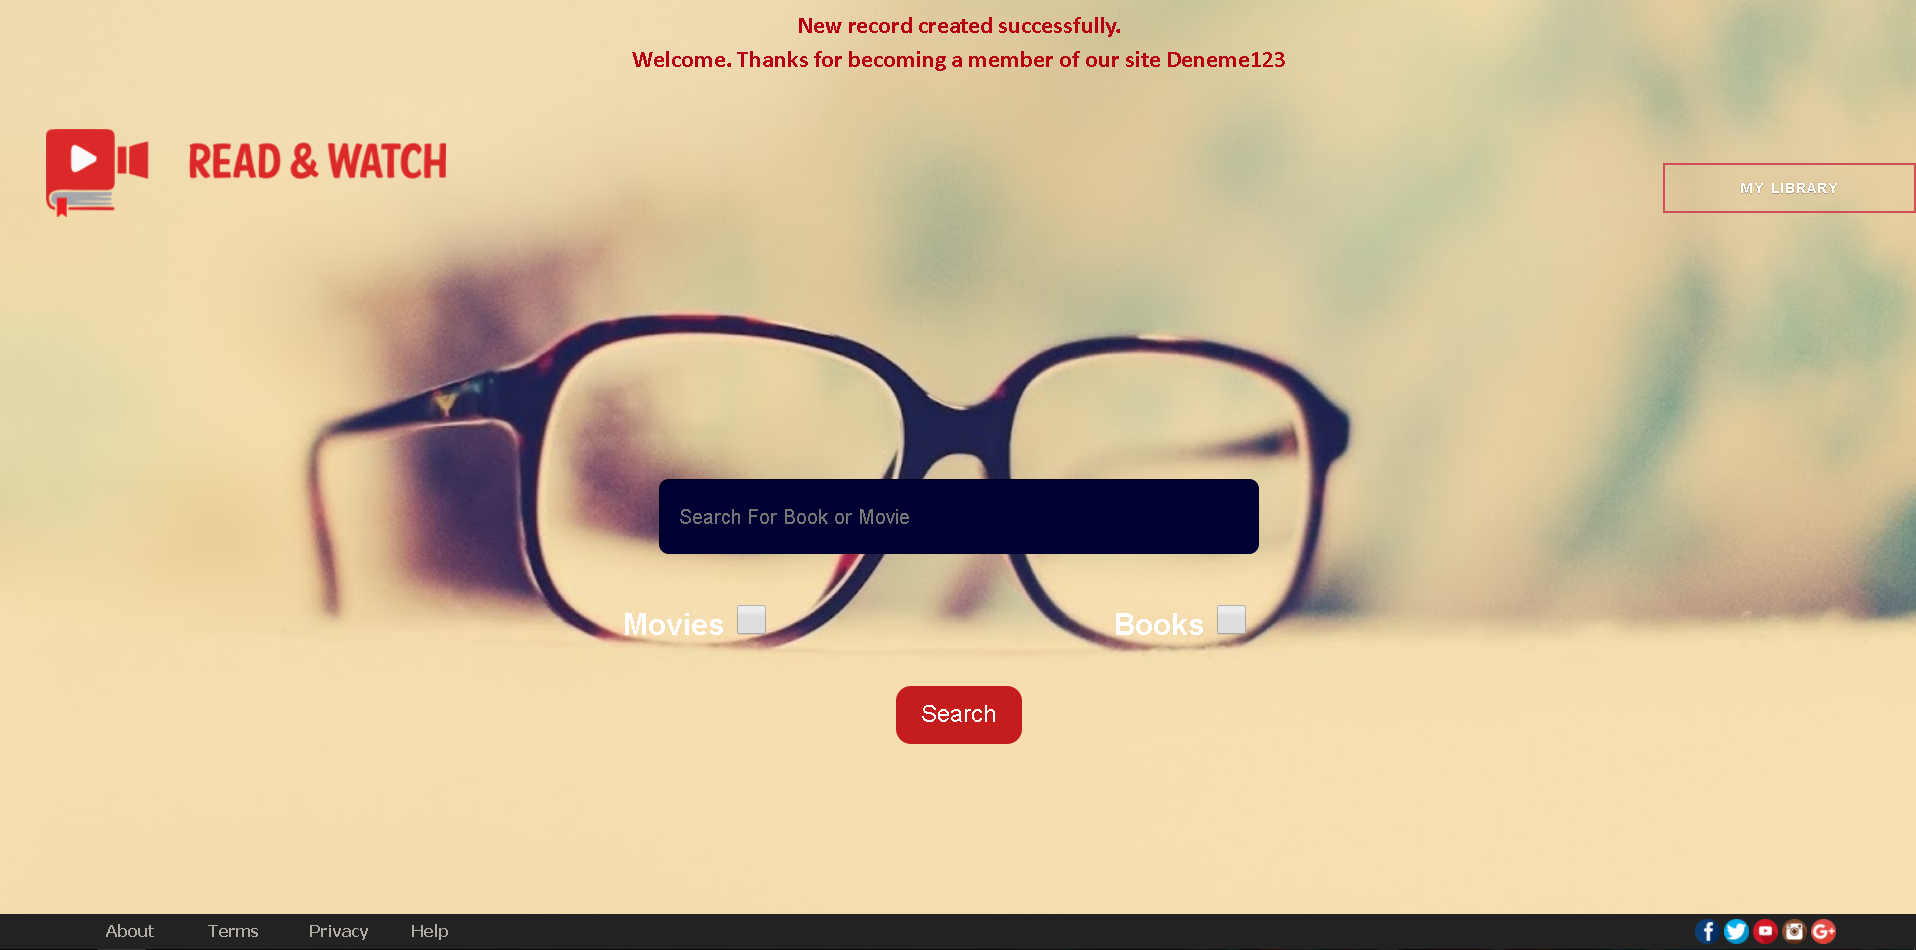 New record created successfully.
Welcome. Thanks for becoming a member of our site Deneme123
READ & WATCH
MY LIBRARY
Search For Book or Movie
Movies
Books
Search
About Terms Privacy Help